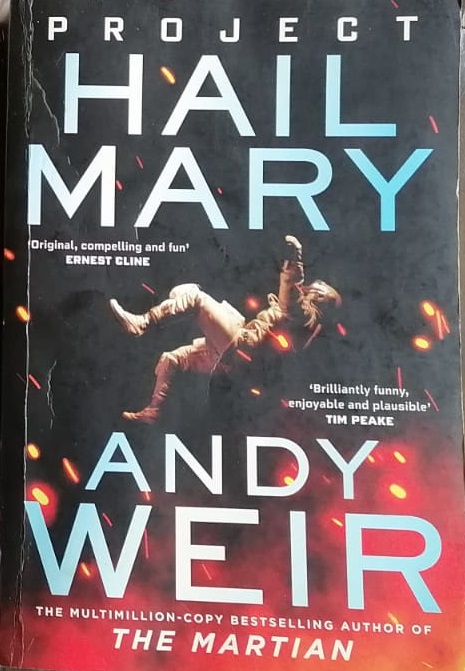 PROJECT
HAIL
MARY
'Original, compelling and fun'
ERNEST CLINE
'Brilliantly funny,
enjoyable and plausible'
TIM PEAKE
ANDY
WEIR
THE MULTIMILLION-COPY BESTSELLING AUTHOR OF
THE MARTIAN